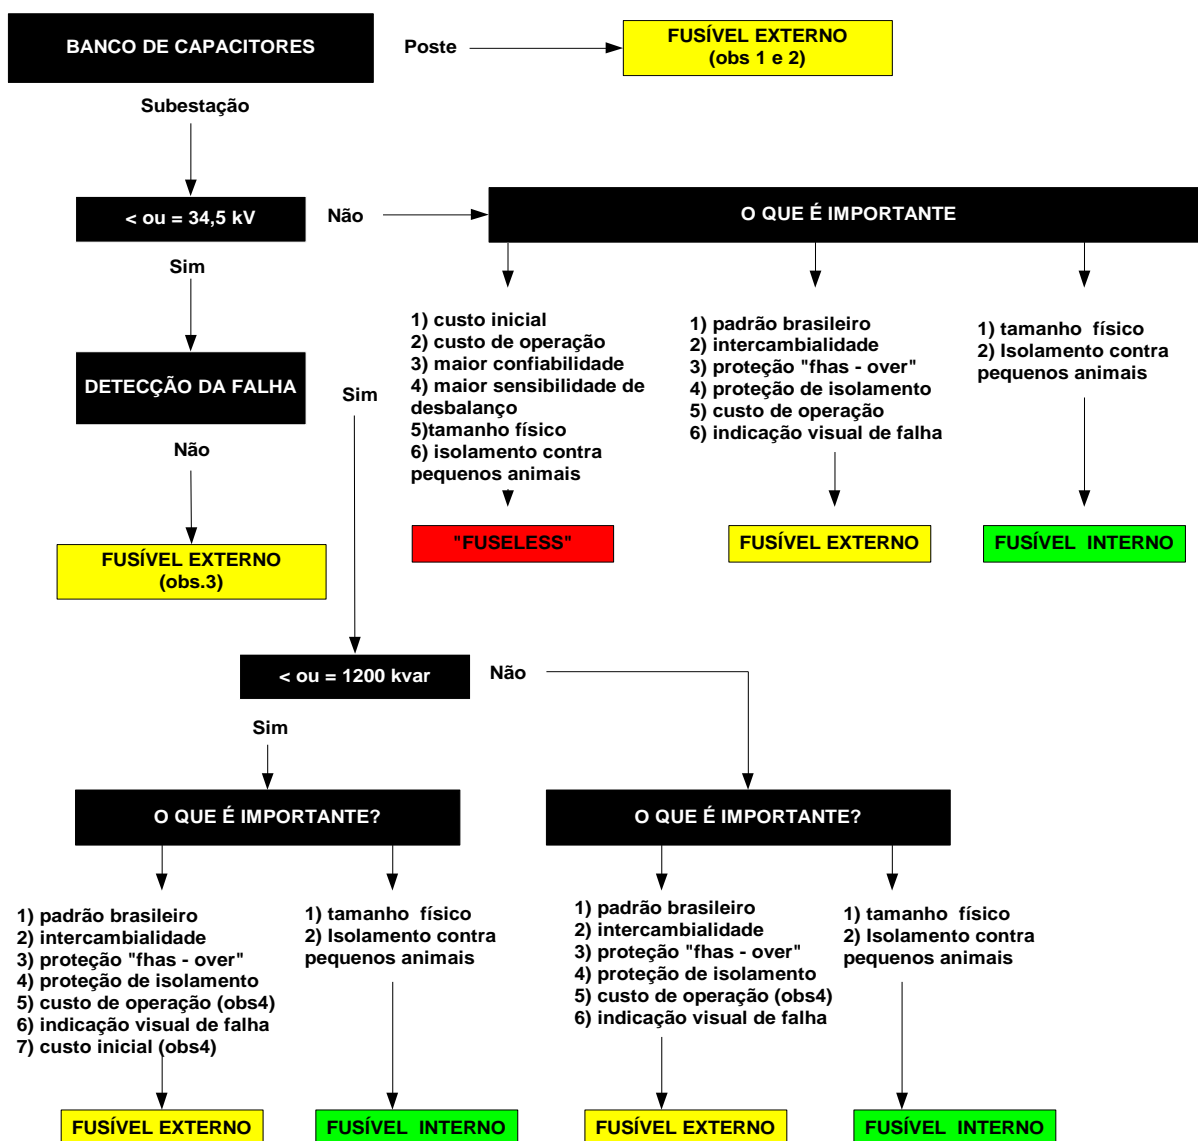 BANCO DE CAPACITORES
Poste
FUSÍVEL EXTERNO
(obs 1 e 2)
Subestação
< ou = 34,5 kV
Não
O QUE É IMPORTANTE
Sim
1) custo inicial
2) custo de operação
3) maior confiabilidade
4) maior sensibilidade de
desbalanço
5)tamanho físico
6) isolamento contra
pequenos animais
1) padrão brasileiro
2) intercambialidade
3) proteção "fhas - over"
4) proteção de isolamento
5) custo de operação
6) indicação visual de falha
1) tamanho físico
2) Isolamento contra
pequenos animais
DETECÇÃO DA FALHA
Sim
Não
"FUSELESS"
FUSÍVEL EXTERNO
FUSÍVEL INTERNO
FUSÍVEL EXTERNO
(obs.3)
< ou = 1200 kvar
Não
Sim
O QUE É IMPORTANTE?
O QUE É IMPORTANTE?
1) padrão brasileiro
2) intercambialidade
3) proteção "fhas - over"
4) proteção de isolamento
5) custo de operação (obs4)
6) indicação visual de falha
7) custo inicial (obs4)
1) tamanho físico
2) Isolamento contra
pequenos animais
1) padrão brasileiro
2) intercambialidade
3) proteção "fhas - over"
4) proteção de isolamento
5) custo de operação (obs4)
6) indicação visual de falha
1) tamanho físico
2) Isolamento contra
pequenos animais
FUSÍVEL EXTERNO
FUSÍVEL INTERNO
FUSÍVEL EXTERNO
FUSÍVEL INTERNO